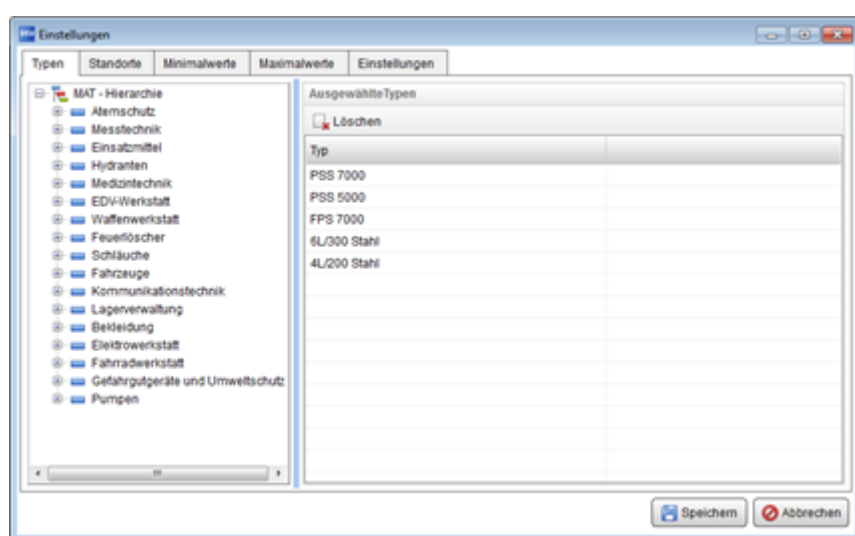 Einstellungen
Typen Standorte Minimalwerte Maximalwerte Einstellungen
MAT - Hierarchie
Atemschutz
Messtechnik
Einsatzmittel
Hydranten
Medizintechnik
EDV-Werkstatt
Waffenwerkstatt
Feuerlöscher
Schläuche
Fahrzeuge
Kommunikationstechnik
Lagerverwaltung
Bekleidung
Elektrowerkstatt
Fahrradwerkstatt
Gefahrgutgeräte und Umweltschutz
Pumpen
AusgewählteTypen
Löschen
Typ
PSS 7000
PSS 5000
FPS 7000
6L/300 Stahl
4L/200 Stahl
Speichern Abbrechen